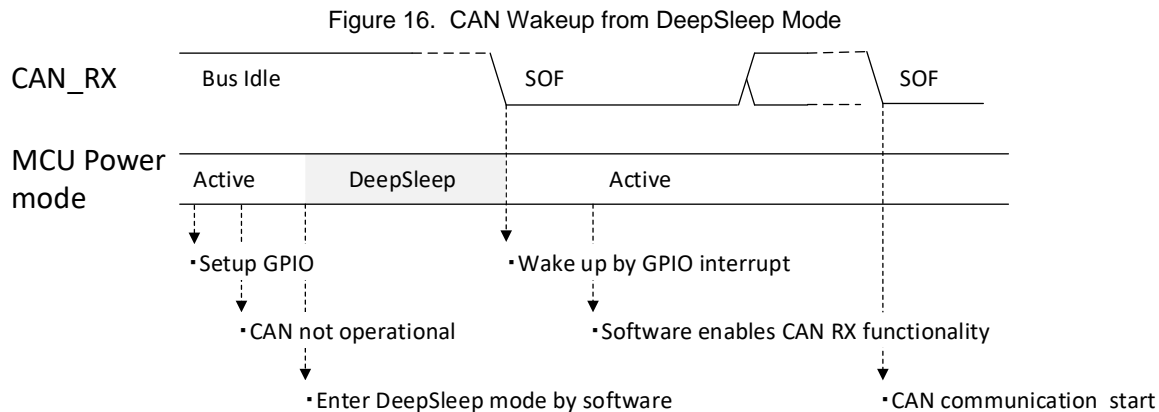 Figure 16. CAN Wakeup from DeepSleep Mode
CAN_RX
Bus Idle
SOF
SOF
MCU Power
mode
Active
DeepSleep
Active
▪Setup GPIO
▪Wake up by GPIO interrupt
▪CAN not operational
▪Software enables CAN RX functionality
▪Enter DeepSleep mode by software
▪CAN communication start